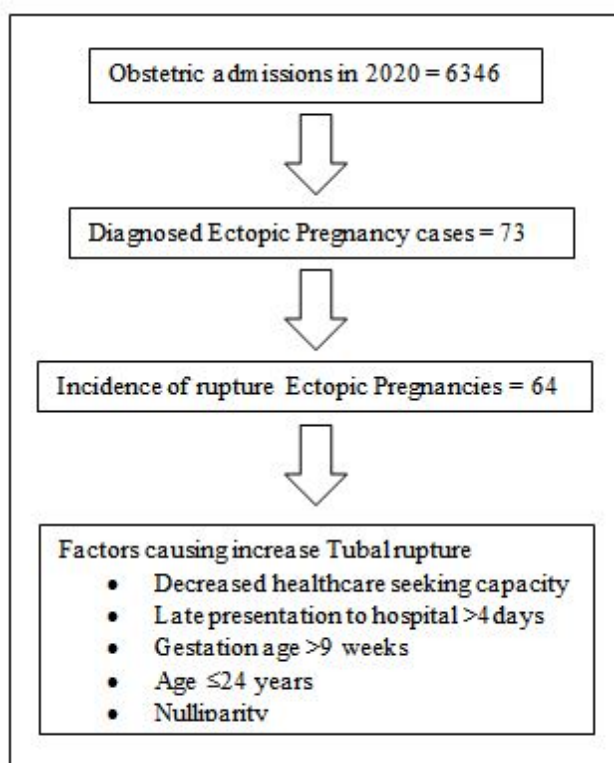 Obstetric admissions in 2020 = 6346
Diagnosed Ectopic Pregnancy cases = 73
Incidence of rupture Ectopic Pregnancies = 64
Factors causing increase Tubal rupture
• Decreased healthcare seeking capacity
• Late presentation to hospital >4 days
• Gestation age >9 weeks
• Age ≤24 years
• Nulliparity